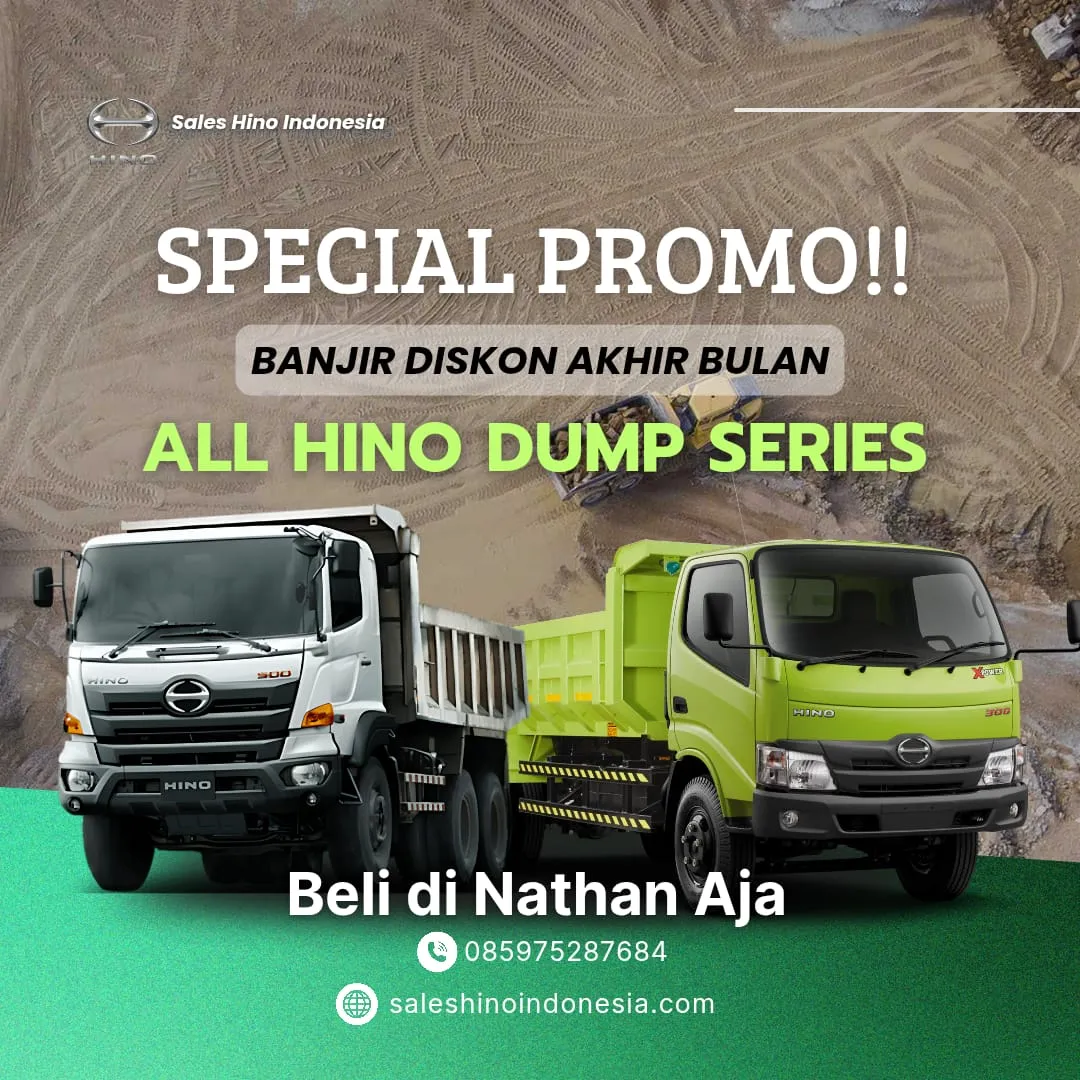 HINO
Sales Hino Indonesia
SPECIAL PROMO!!
BANJIR DISKON AKHIR BULAN
ALL HINO DUMP SERIES
HINO
500
HINO
XPOWER
HINO
300
Beli di Nathan Aja
085975287684
saleshinoindonesia.com